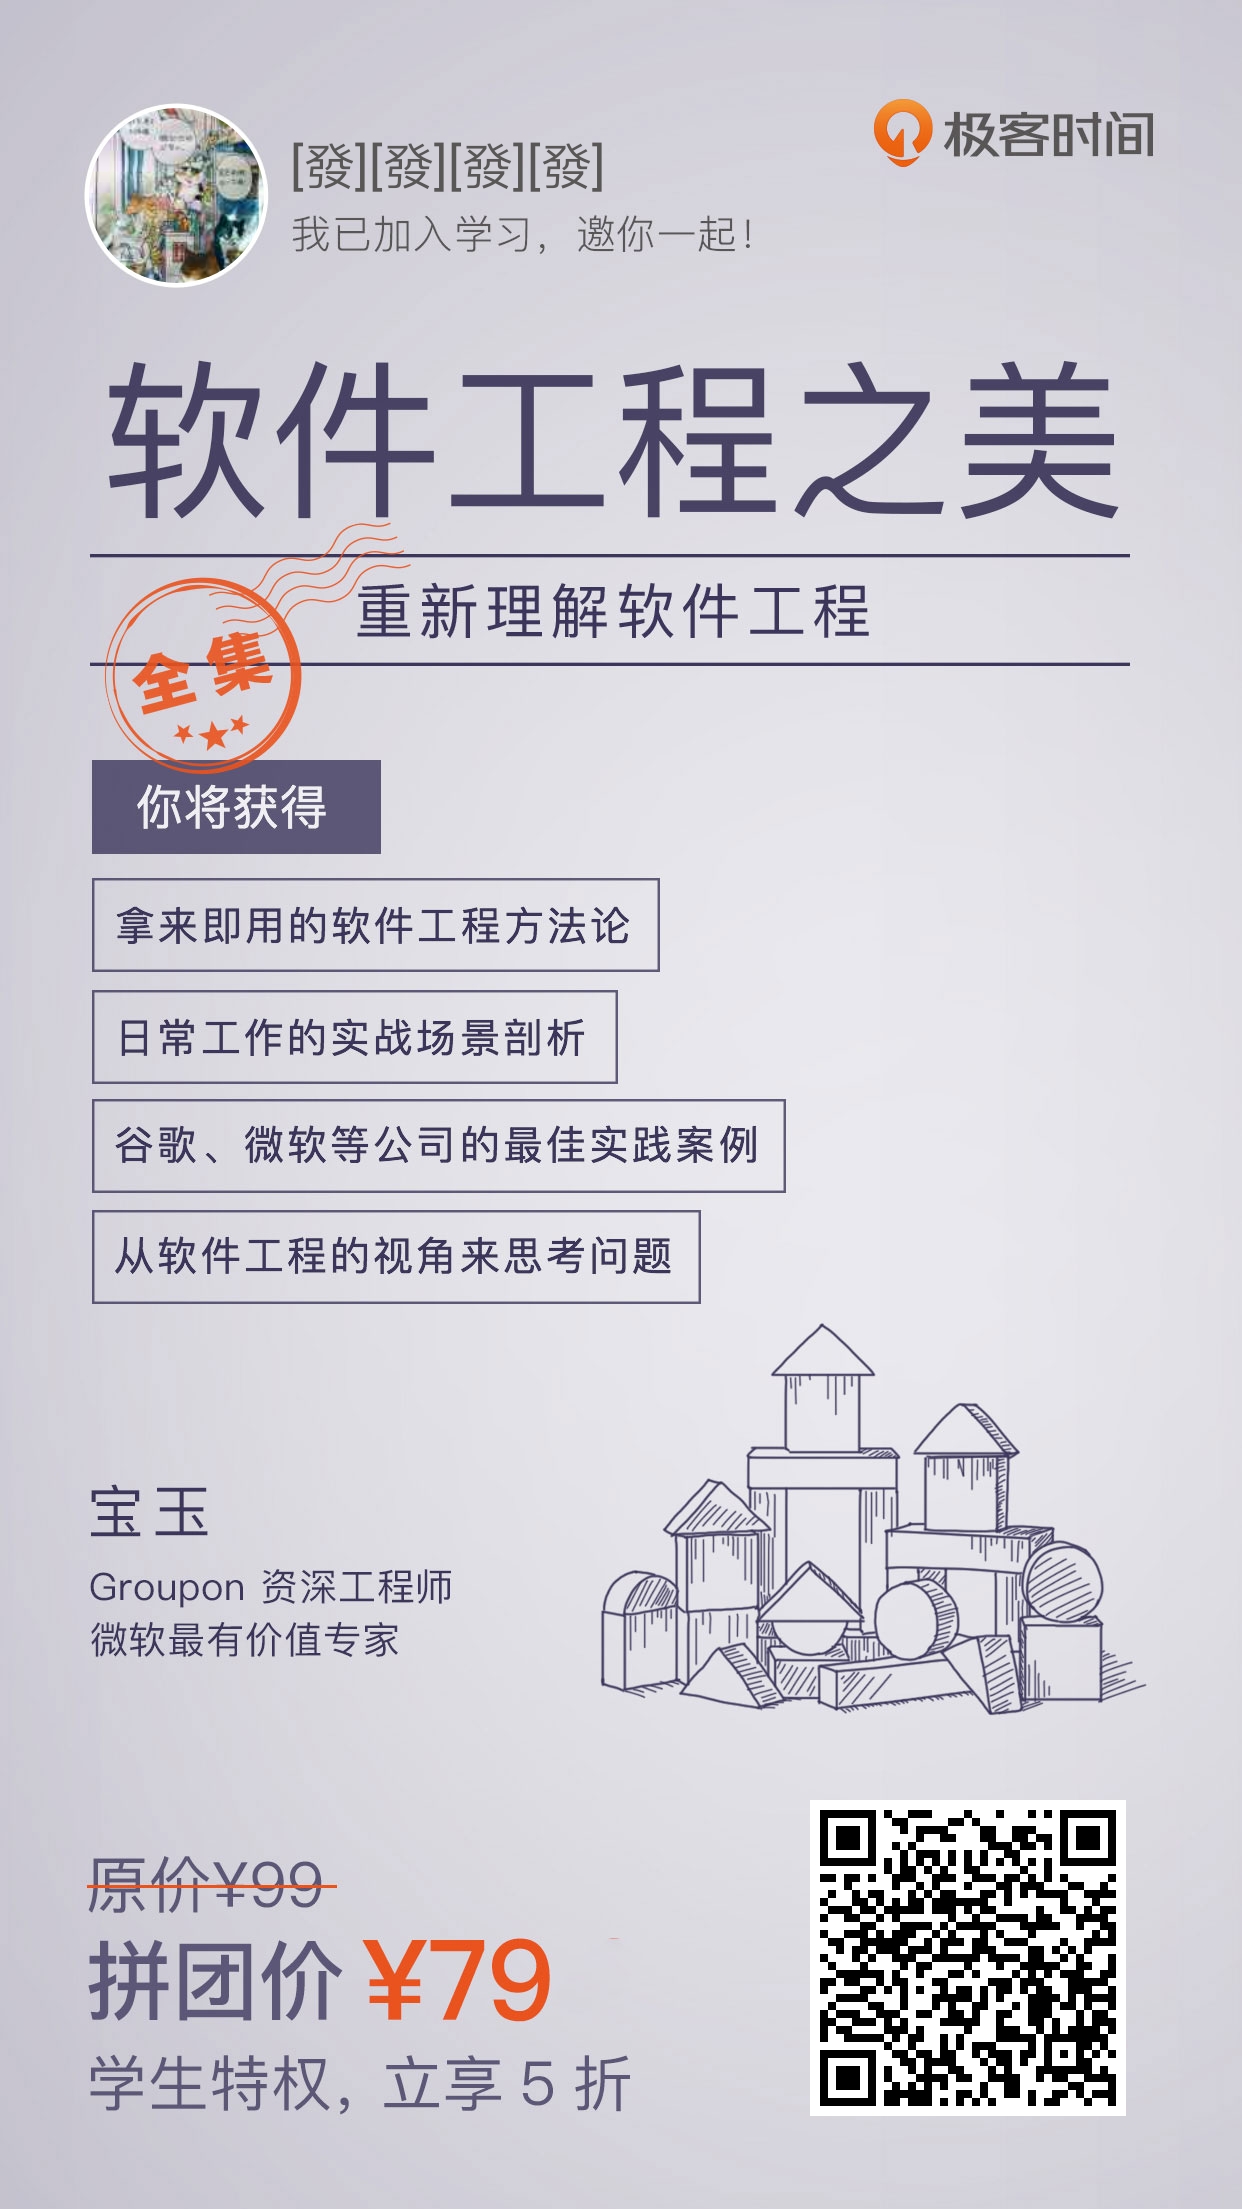 [發][發][發][發]
我已加入学习，邀你一起！
极客时间
软件工程之美
重新理解软件工程
全集
你将获得
拿来即用的软件工程方法论
日常工作的实战场景剖析
谷歌、微软等公司的最佳实践案例
从软件工程的视角来思考问题
宝玉
Groupon 资深工程师
微软最有价值专家
原价¥99
拼团价 ¥79
学生特权，立享 5 折